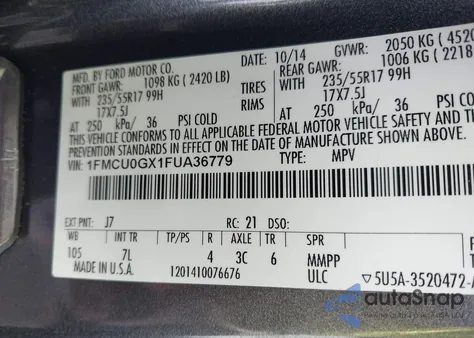 MFD. BY FORD MOTOR CO. 10/14 GVWR: 2050 KG (4520
FRONT GAWR: 1098 KG (2420 LB) REAR GAWR: 1006 KG (2218
WITH 235/55R17 99H TIRES WITH 235/55R17 99H
17X7.5J RIMS 17X7.5J
AT 250 kPa/ 36 PSI COLD AT 250 kPa/ 36 PSI COLD
THIS VEHICLE CONFORMS TO ALL APPLICABLE FEDERAL MOTOR VEHICLE SAFETY
PREVENTION STANDARDS IN EFFECT ON THE DATE OF MANUFACTURE SHOWN
VIN: 1FMCU0GX1FUA36779 TYPE: MPV
EXT PNT: J7 RC: 21 DSO:
WB INT TR TP/PS R AXLE TR SPR
105 7L 4 3C 6 MMPP
MADE IN U.S.A. 1201410076676 ULC ▽5U5A-3520472-A
autoSnap